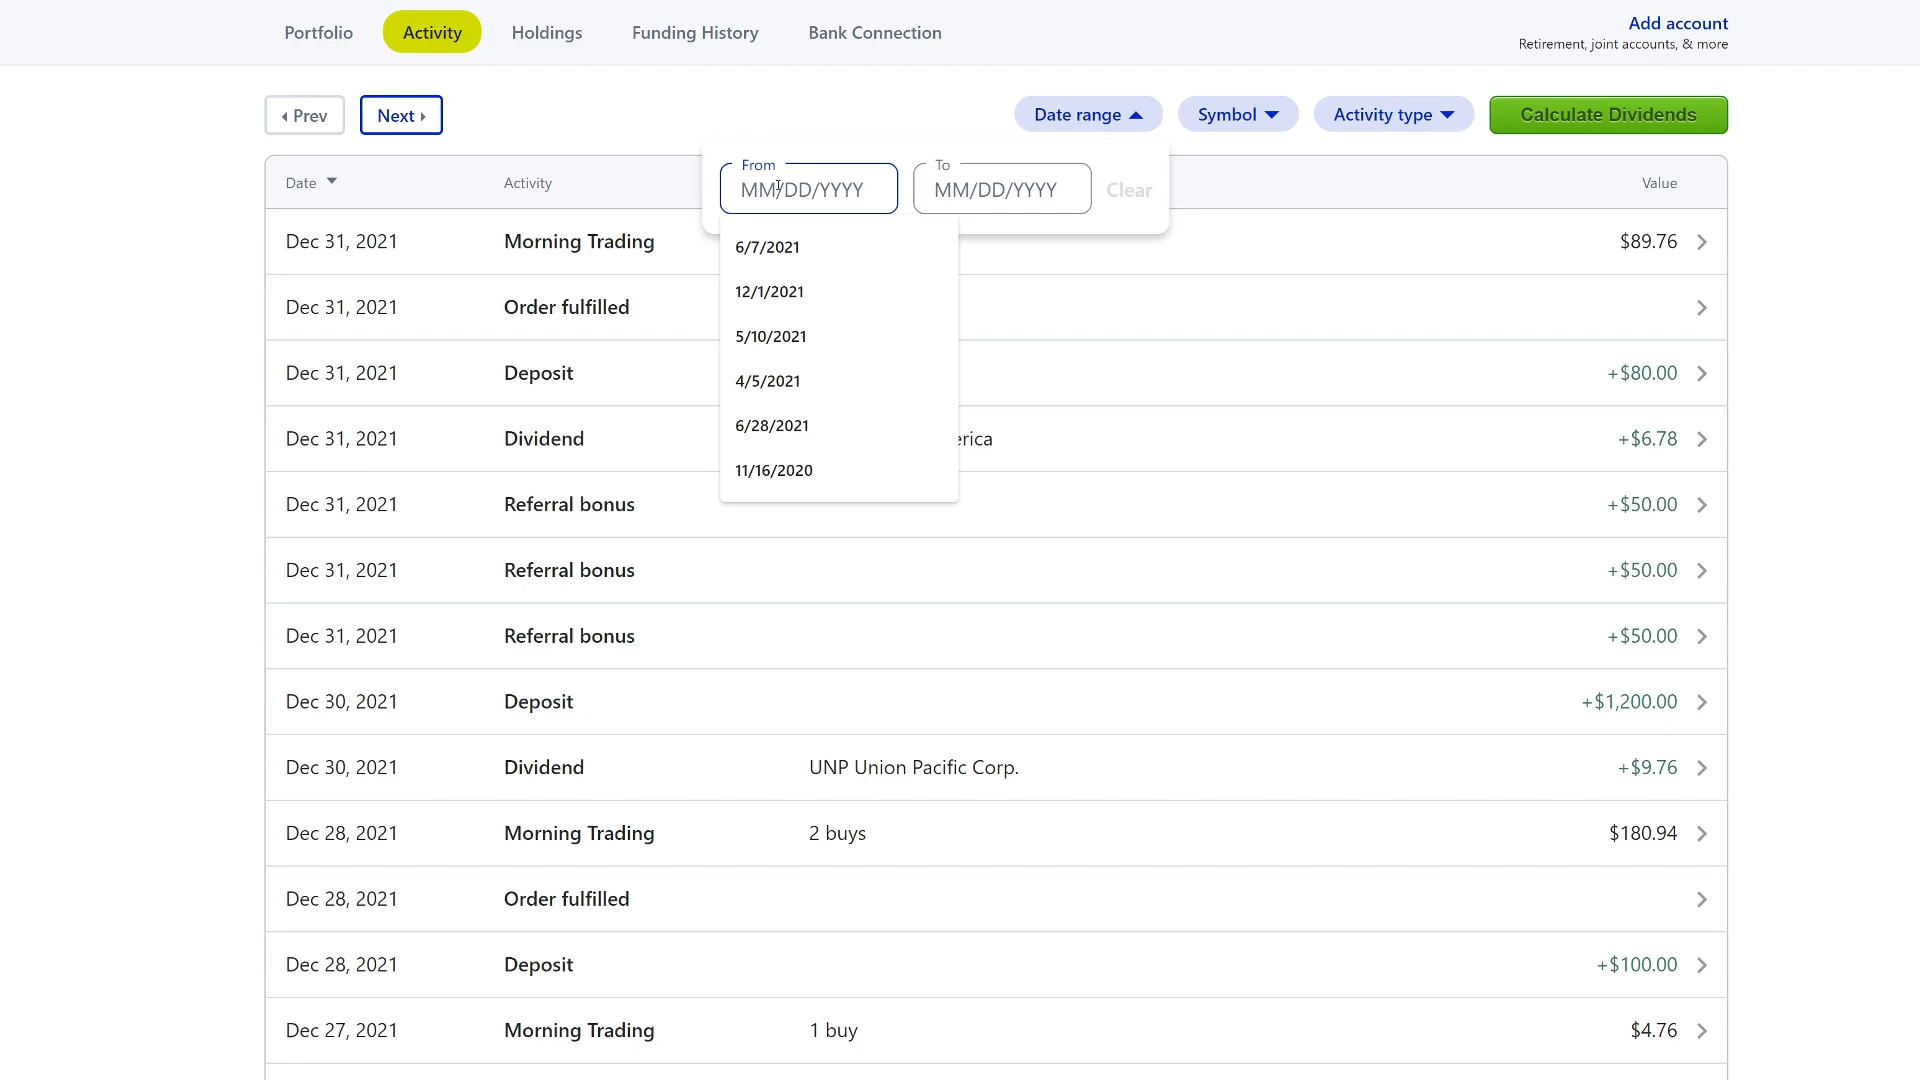 Portfolio Activity Holdings Funding History Bank Connection Add account
Retirement, joint accounts, & more
Prev Next Date range Symbol Activity type Calculate Dividends
From To
MM/DD/YYYY MM/DD/YYYY Clear
Date Activity Value
6/7/2021
12/1/2021
5/10/2021
4/5/2021
6/28/2021
11/16/2020
Dec 31, 2021 Morning Trading $89.76
Dec 31, 2021 Order fulfilled
Dec 31, 2021 Deposit +$80.00
Dec 31, 2021 Dividend erica +$6.78
Dec 31, 2021 Referral bonus +$50.00
Dec 31, 2021 Referral bonus +$50.00
Dec 31, 2021 Referral bonus +$50.00
Dec 30, 2021 Deposit +$1,200.00
Dec 30, 2021 Dividend UNP Union Pacific Corp. +$9.76
Dec 28, 2021 Morning Trading 2 buys $180.94
Dec 28, 2021 Order fulfilled
Dec 28, 2021 Deposit +$100.00
Dec 27, 2021 Morning Trading 1 buy $4.76